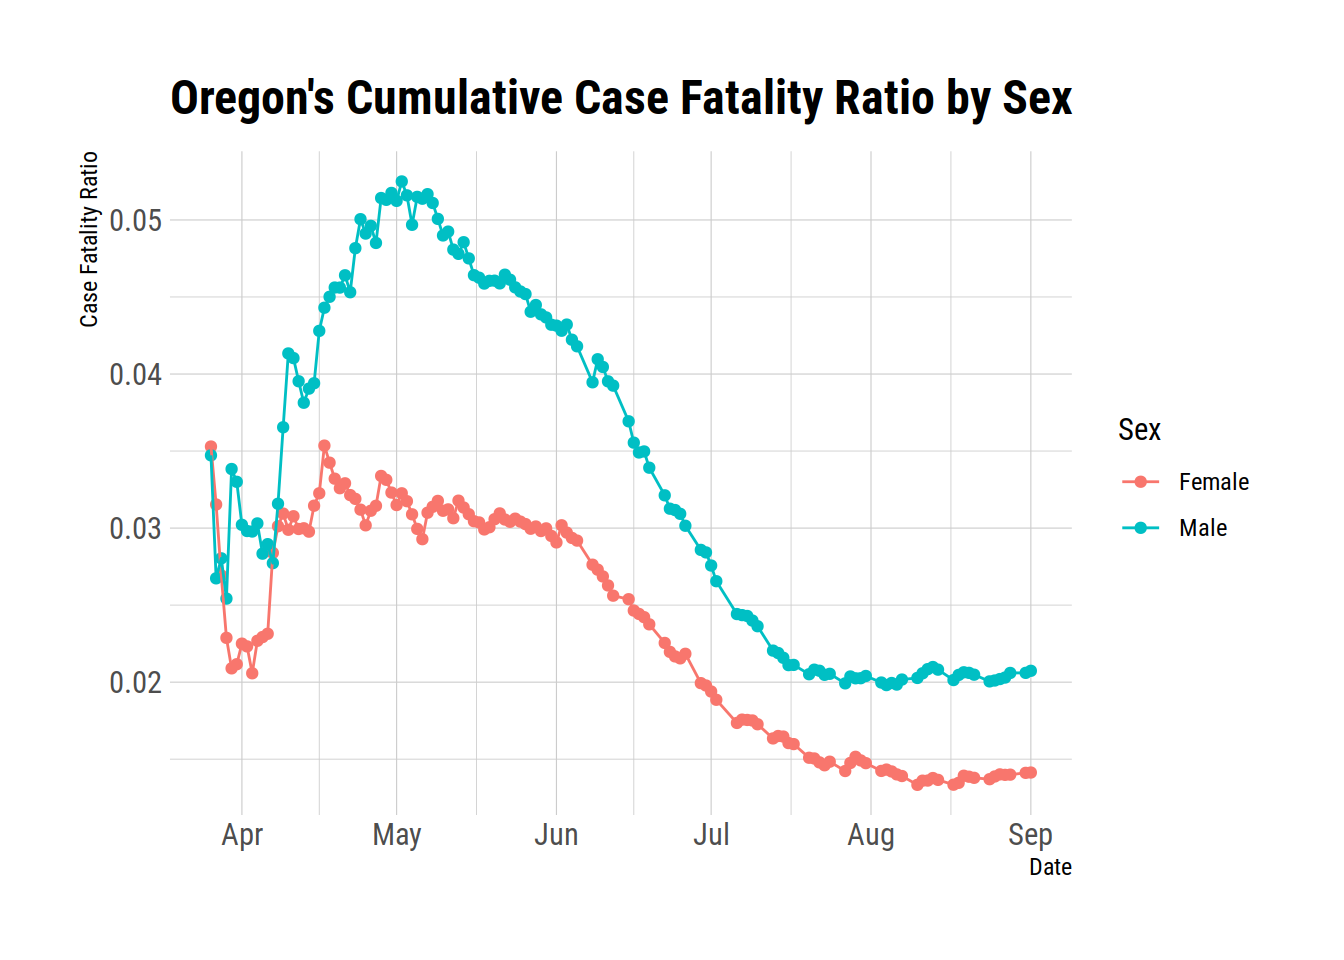 Oregon's Cumulative Case Fatality Ratio by Sex
Case Fatality Ratio
0.05
0.04
0.03
0.02
Apr May Jun Jul Aug Sep
Date
Sex
Female
Male